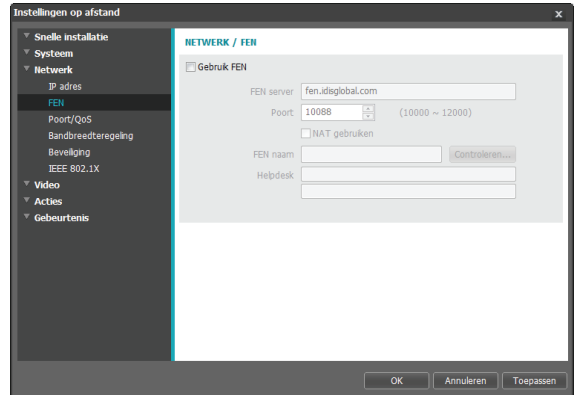 Instellingen op afstand
x
Snelle installatie
Systeem
Netwerk
IP adres
FEN
Poort/QoS
Bandbreedteregeling
Beveiliging
IEEE 802.1X
Video
Acties
Gebeurtenis
NETWERK / FEN
Gebruik FEN
FEN server fen.idisglobal.com
Poort 10088 (10000 ~ 12000)
NAT gebruiken
FEN naam Controleren...
Helpdesk
OK Annuleren Toepassen